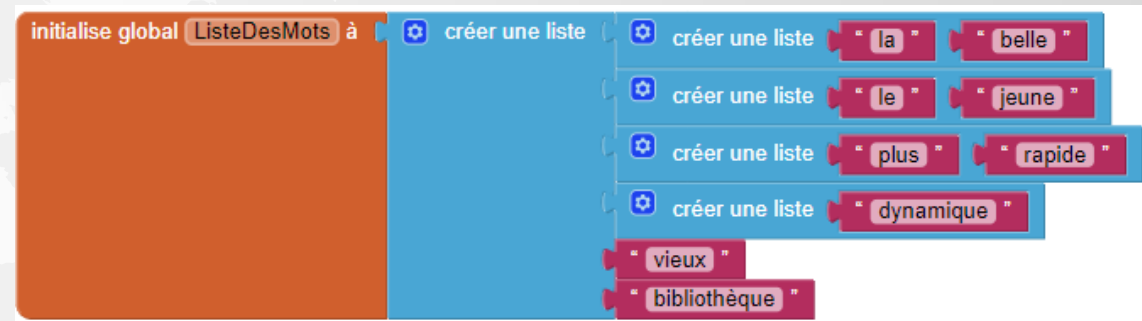 initialise global ListeDesMots à créer une liste créer une liste " la " " belle "
créer une liste " le " " jeune "
créer une liste " plus " " rapide "
créer une liste " dynamique "
" vieux "
" bibliothèque "